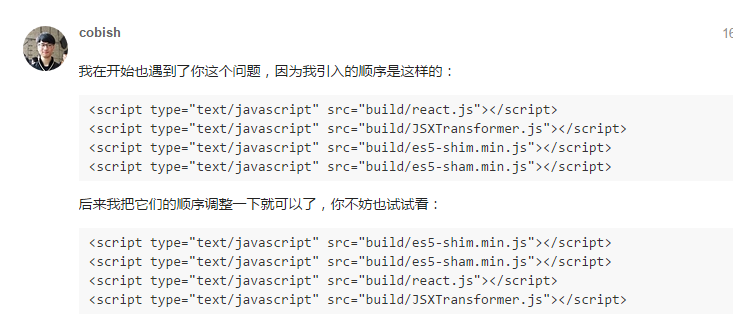 cobish
16
我在开始也遇到了你这个问题，因为我引入的顺序是这样的：
<script type="text/javascript" src="build/react.js"></script>
<script type="text/javascript" src="build/JSXTransformer.js"></script>
<script type="text/javascript" src="build/es5-shim.min.js"></script>
<script type="text/javascript" src="build/es5-sham.min.js"></script>
后来我把它们的顺序调整一下就可以了，你不妨也试试看：
<script type="text/javascript" src="build/es5-shim.min.js"></script>
<script type="text/javascript" src="build/es5-sham.min.js"></script>
<script type="text/javascript" src="build/react.js"></script>
<script type="text/javascript" src="build/JSXTransformer.js"></script>